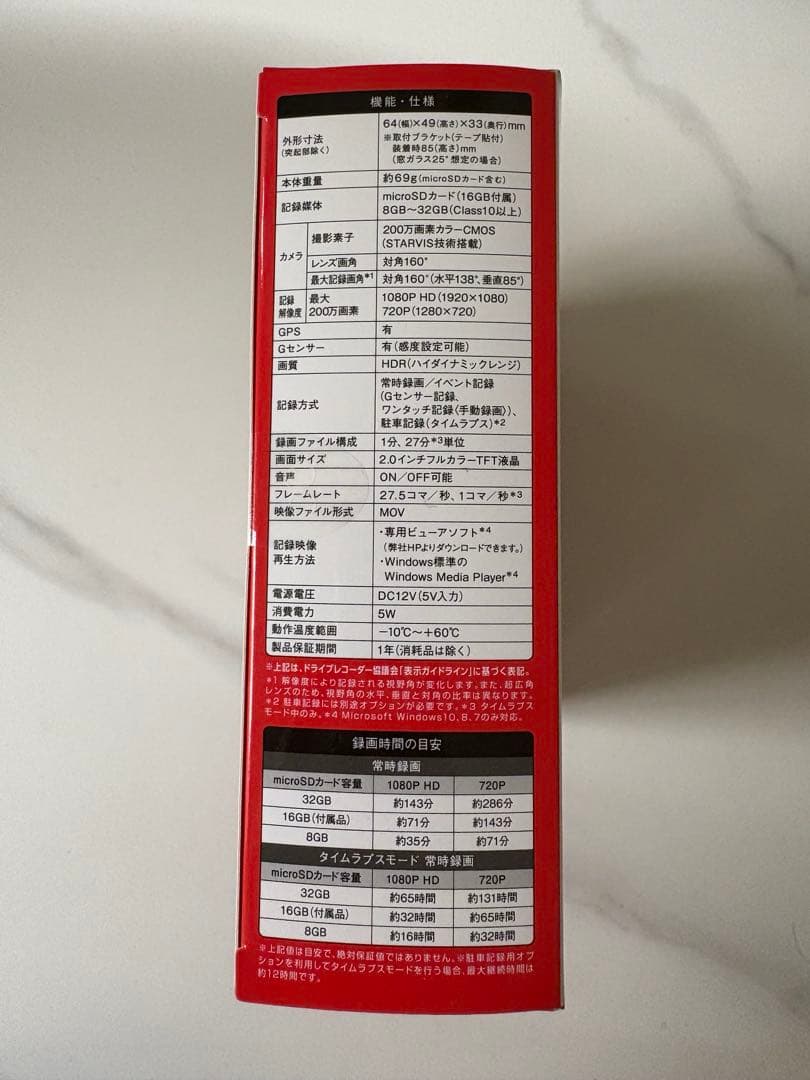 機能・仕様
外形寸法
(突起部除く)
64(幅)×49(高さ)×33(奥行)mm
※取付ブラケット(テープ貼付)
装着時85(高さ)mm
(窓ガラス25°想定の場合)
本体重量
約69g(microSDカード含む)
記録媒体
microSDカード(16GB付属)
8GB〜32GB(Class10以上)
カメラ
撮影素子
200万画素カラーCMOS
(STARVIS技術搭載)
レンズ画角
対角160°
最大記録画角*1
対角160°(水平138°、垂直85°)
記録
解像度
最大
200万画素
1080P HD(1920×1080)
720P(1280×720)
GPS
有
Gセンサー
有(感度設定可能)
画質
HDR(ハイダイナミックレンジ)
記録方式
常時録画/イベント記録
(Gセンサー記録、
ワンタッチ記録〈手動録画〉)、
駐車記録(タイムラプス)*2
録画ファイル構成
1分、27分*3単位
画面サイズ
2.0インチフルカラーTFT液晶
音声
ON/OFF可能
フレームレート
27.5コマ/秒、1コマ/秒*3
映像ファイル形式
MOV
記録映像
再生方法
・専用ビューアソフト*4
(弊社HPよりダウンロードできます。)
・Windows標準の
Windows Media Player*4
電源電圧
DC12V(5V入力)
消費電力
5W
動作温度範囲
−10℃〜+60℃
製品保証期間
1年(消耗品は除く)
※上記は、ドライブレコーダー協議会「表示ガイドライン」に基づく表記。
*1 解像度により記録される視野角が変化します。また、超広角
レンズのため、視野角の水平、垂直と対角の比率は異なります。
*2 駐車記録には別途オプションが必要です。*3 タイムラプス
モード中のみ。*4 Microsoft Windows10、8、7のみ対応。
録画時間の目安
常時録画
microSDカード容量 1080P HD 720P
32GB 約143分 約286分
16GB(付属品) 約71分 約143分
8GB 約35分 約71分
タイムラプスモード 常時録画
microSDカード容量 1080P HD 720P
32GB 約65時間 約131時間
16GB(付属品) 約32時間 約65時間
8GB 約16時間 約32時間
※上記値は目安で、絶対保証値ではありません。※駐車記録用オプ
ションを利用してタイムラプスモードを行う場合、最大継続時間は
約12時間です。